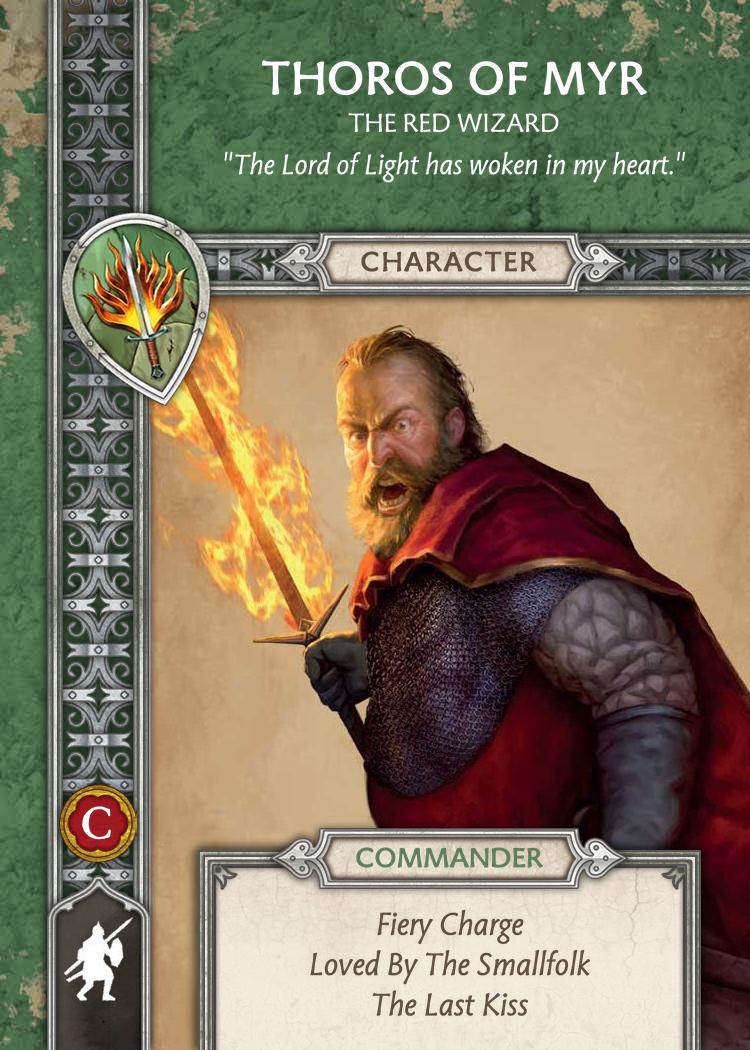 THOROS OF MYR
THE RED WIZARD
"The Lord of Light has woken in my heart."
CHARACTER
C
COMMANDER
Fiery Charge
Loved By The Smallfolk
The Last Kiss